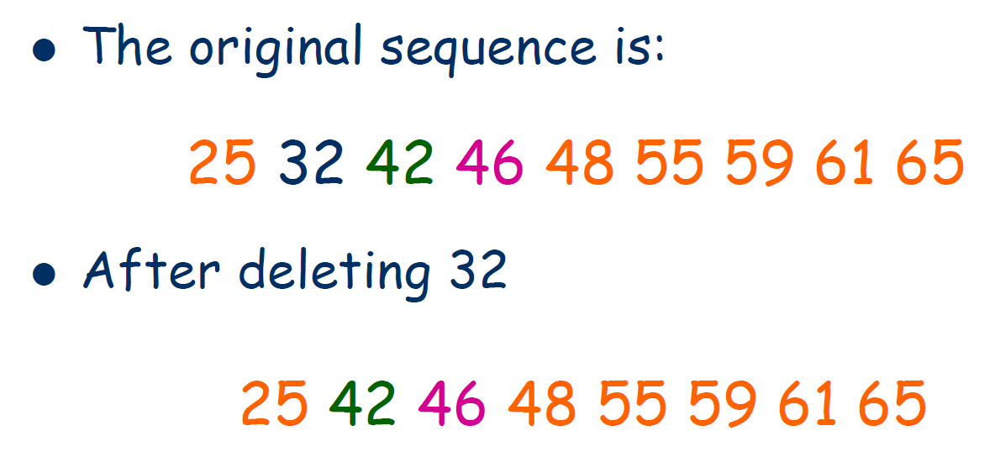 • The original sequence is:
25 32 42 46 48 55 59 61 65
• After deleting 32
25 42 46 48 55 59 61 65